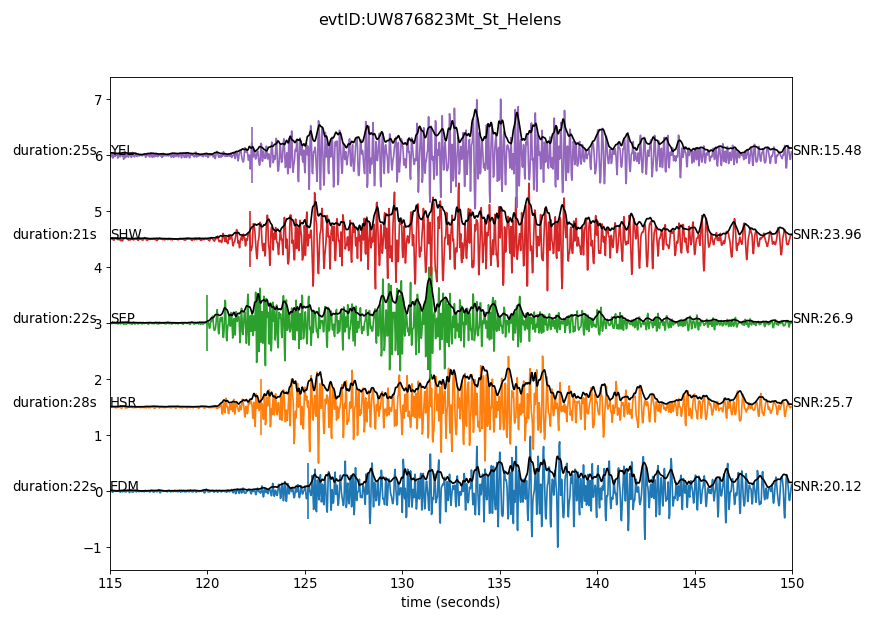 evtID:UW876823Mt_St_Helens
7
duration:25s YEL SNR:15.48
6
5
duration:21s SHW SNR:23.96
4
duration:22s SEP SNR:26.9
3
2
duration:28s HSR SNR:25.7
1
duration:22s EDM SNR:20.12
0
−1
115 120 125 130 135 140 145 150
time (seconds)